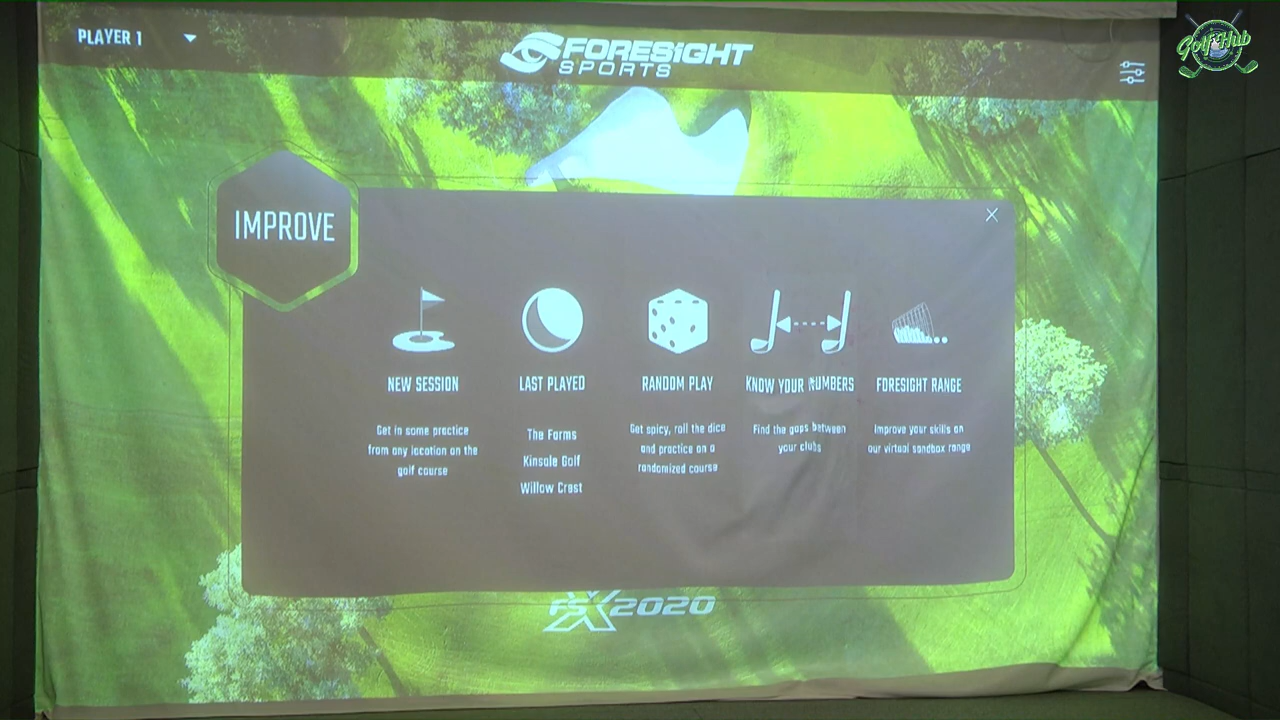 PLAYER 1
FORESiGHT
SPORTS
Golf Hub
IMPROVE
NEW SESSION
Get in some practice
from any location on the
golf course
LAST PLAYED
The Farms
Kinsale Golf
Willow Crest
RANDOM PLAY
Get spicy, roll the dice
and practice on a
randomized course
KNOW YOUR NUMBERS
Find the gaps between
your clubs
FORESIGHT RANGE
Improve your skills on
our virtual sandbox range
FSX2020